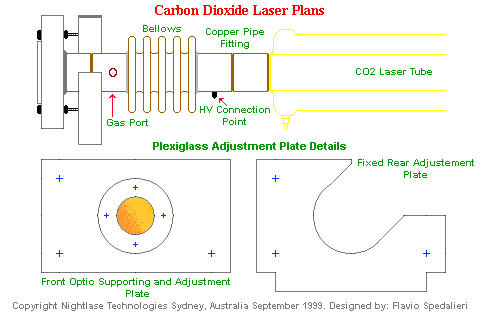 Carbon Dioxide Laser Plans
Bellows
Copper Pipe
Fitting
CO2 Laser Tube
Gas Port
HV Connection
Point
Plexiglass Adjustment Plate Details
Fixed Rear Adjustement
Plate
Front Optic Supporting and Adjustment
Plate
Copyright Nightlase Technologies Sydney, Australia September 1999. Designed by: Flavio Spedalieri